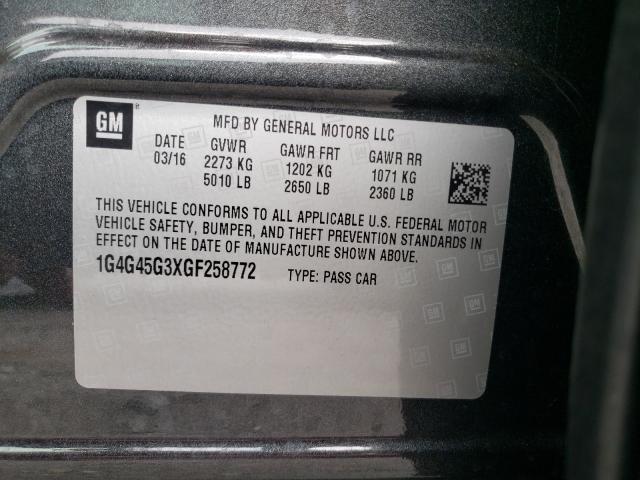 GM
MFD BY GENERAL MOTORS LLC
DATE GVWR GAWR FRT GAWR RR
03/16 2273 KG 1202 KG 1071 KG
5010 LB 2650 LB 2360 LB
THIS VEHICLE CONFORMS TO ALL APPLICABLE U.S. FEDERAL MOTOR
VEHICLE SAFETY, BUMPER, AND THEFT PREVENTION STANDARDS IN
EFFECT ON THE DATE OF MANUFACTURE SHOWN ABOVE.
1G4G45G3XGF258772 TYPE: PASS CAR